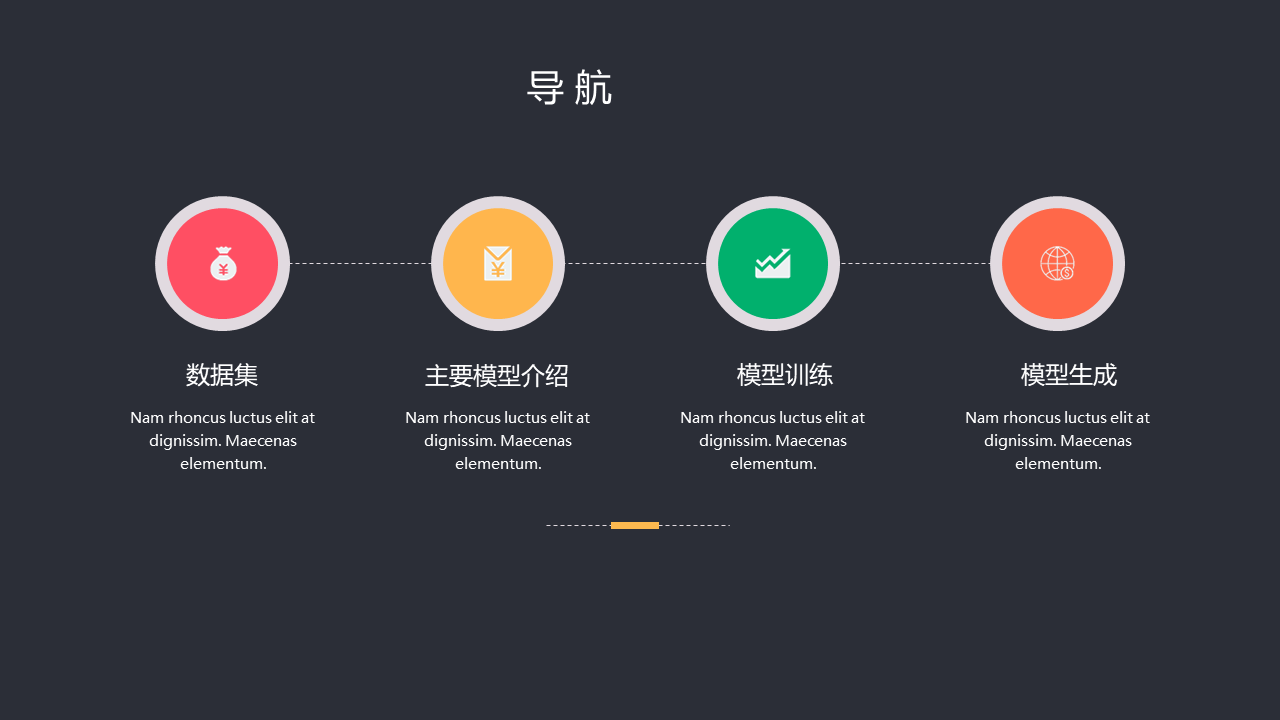 导航
数据集
Nam rhoncus luctus elit at
dignissim. Maecenas
elementum.
主要模型介绍
Nam rhoncus luctus elit at
dignissim. Maecenas
elementum.
模型训练
Nam rhoncus luctus elit at
dignissim. Maecenas
elementum.
模型生成
Nam rhoncus luctus elit at
dignissim. Maecenas
elementum.